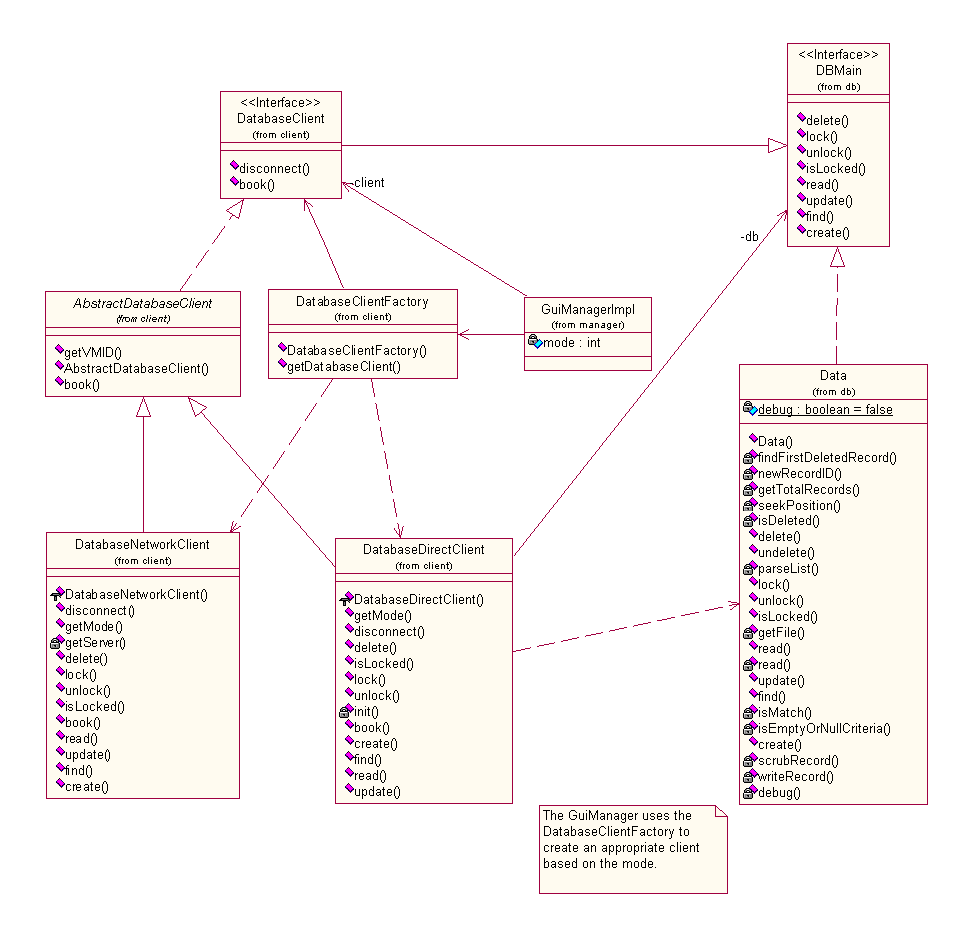 <<Interface>>
DBMain
(from db)
delete()
lock()
unlock()
isLocked()
read()
update()
find()
create()
<<Interface>>
DatabaseClient
(from client)
disconnect()
book()
-client
-db
AbstractDatabaseClient
(from client)
getVMID()
AbstractDatabaseClient()
book()
DatabaseClientFactory
(from client)
DatabaseClientFactory()
getDatabaseClient()
GuiManagerImpl
(from manager)
mode : int
Data
(from db)
debug : boolean = false
Data()
findFirstDeletedRecord()
newRecordID()
getTotalRecords()
seekPosition()
isDeleted()
delete()
undelete()
parseList()
lock()
unlock()
isLocked()
getFile()
read()
read()
update()
find()
isMatch()
isEmptyOrNullCriteria()
create()
scrubRecord()
writeRecord()
debug()
DatabaseNetworkClient
(from client)
DatabaseNetworkClient()
disconnect()
getMode()
getServer()
delete()
lock()
unlock()
isLocked()
book()
read()
update()
find()
create()
DatabaseDirectClient
(from client)
DatabaseDirectClient()
getMode()
disconnect()
delete()
isLocked()
lock()
unlock()
init()
book()
create()
find()
read()
update()
The GuiManager uses the
DatabaseClientFactory to
create an appropriate client
based on the mode.